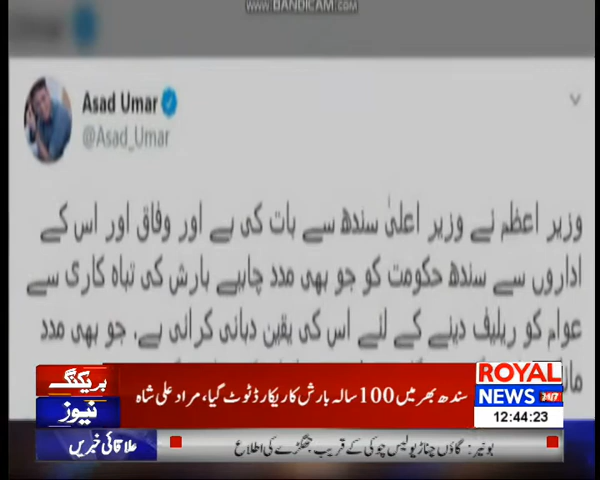 WWW.BANDICAM.COM
Asad Umar
@Asad_Umar
وزیر اعظم نے وزیر اعلیٰ سندھ سے بات کی ہے اور وفاق اور اس کے
اداروں سے سندھ حکومت کو جو بھی مدد چاہیے بارش کی تباہ کاری سے
عوام کو ریلیف دینے کے لئے اس کی یقین دہانی کرائی ہے. جو بھی مدد
بریکنگ
نیوز
سندھ بھر میں 100 سالہ بارش کا ریکارڈ ٹوٹ گیا، مراد علی شاہ
ROYAL
NEWS 24/7
12:44:23
علاقائی خبریں
بونیر: گاؤں چناڑ پولیس چوکی کے قریب جھگڑے کی اطلاع